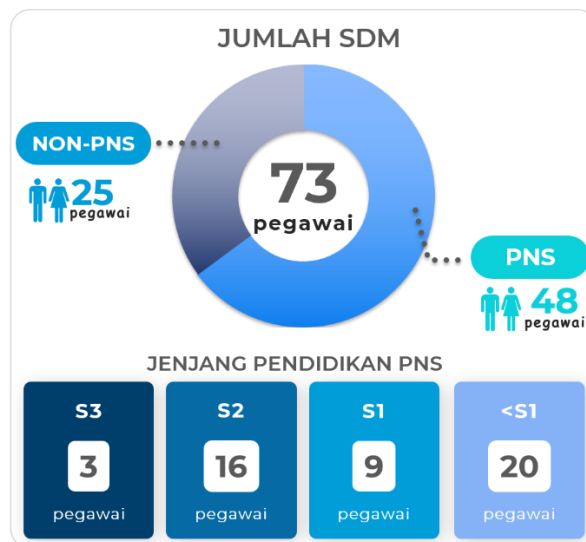 JUMLAH SDM
NON-PNS
25
pegawai
73
pegawai
PNS
48
pegawai
JENJANG PENDIDIKAN PNS
S3
3
pegawai
S2
16
pegawai
S1
9
pegawai
<S1
20
pegawai